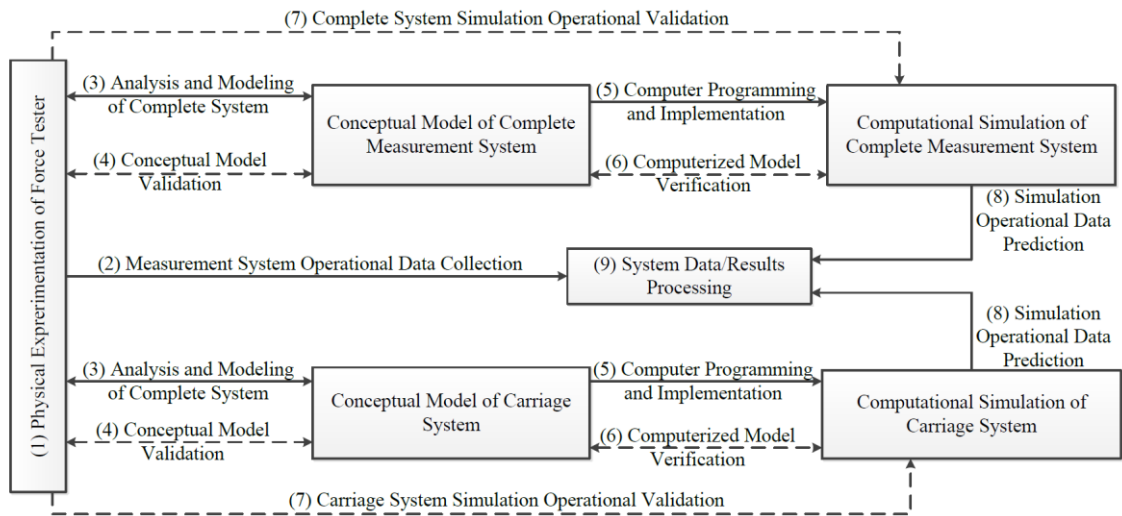 (7) Complete System Simulation Operational Validation
(1) Physical Exprerimentation of Force Tester
(3) Analysis and Modeling
of Complete System
(4) Conceptual Model
Validation
Conceptual Model of Complete
Measurement System
(5) Computer Programming
and Implementation
(6) Computerized Model
Verification
Computational Simulation of
Complete Measurement System
(8) Simulation
Operational Data
Prediction
(2) Measurement System Operational Data Collection
(9) System Data/Results
Processing
(8) Simulation
Operational Data
Prediction
(3) Analysis and Modeling
of Complete System
(4) Conceptual Model
Validation
Conceptual Model of Carriage
System
(5) Computer Programming
and Implementation
(6) Computerized Model
Verification
Computational Simulation of
Carriage System
(7) Carriage System Simulation Operational Validation